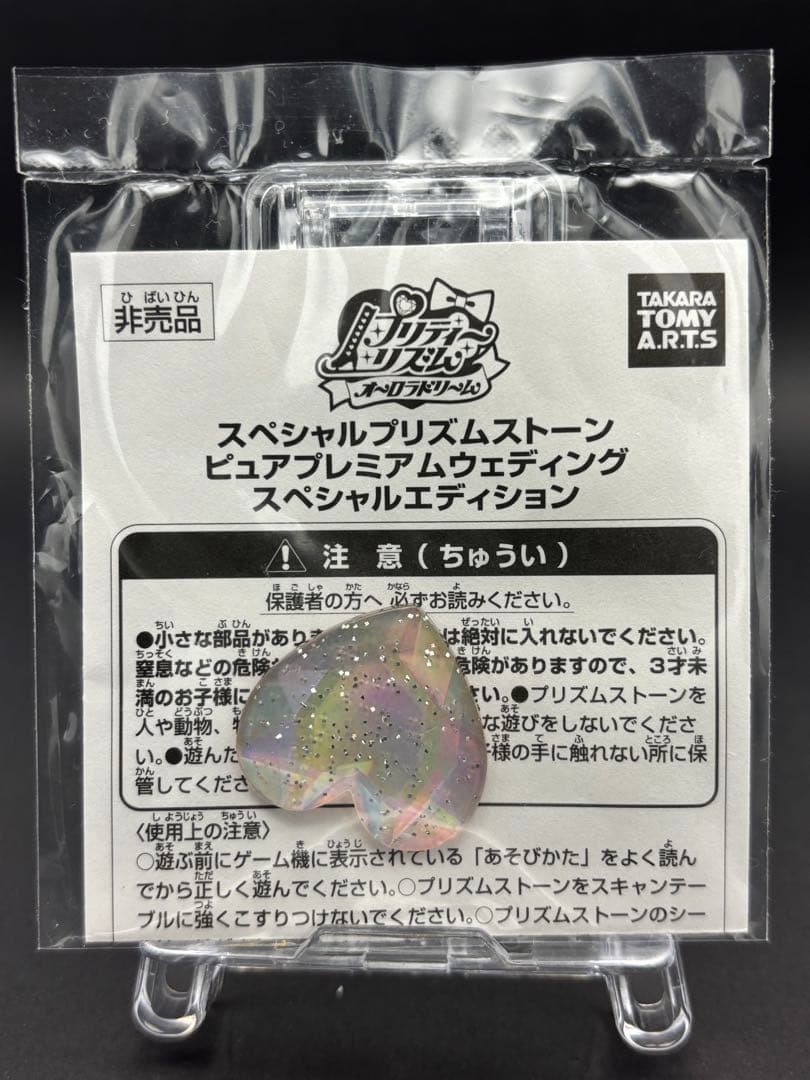 ひばいひん
非売品
プリティーリズム
オーロラドリーム
TAKARA
TOMY
A.R.T.S
スペシャルプリズムストーン
ピュアプレミアムウェディング
スペシャルエディション
注意(ちゅうい)
保護者の方へ 必ずお読みください。
●小さな部品があり は絶対に入れないでください。
窒息などの危険 危険がありますので、3才未
満のお子様に さい。●プリズムストーンを
人や動物、 な遊びをしないでくださ
い。●遊んだ 子様の手に触れない所に保
管してくださ
〈使用上の注意〉
○遊ぶ前にゲーム機に表示されている「あそびかた」をよく読ん
でから正しく遊んでください。○プリズムストーンをスキャンテー
ブルに強くこすりつけないでください。○プリズムストーンのシー